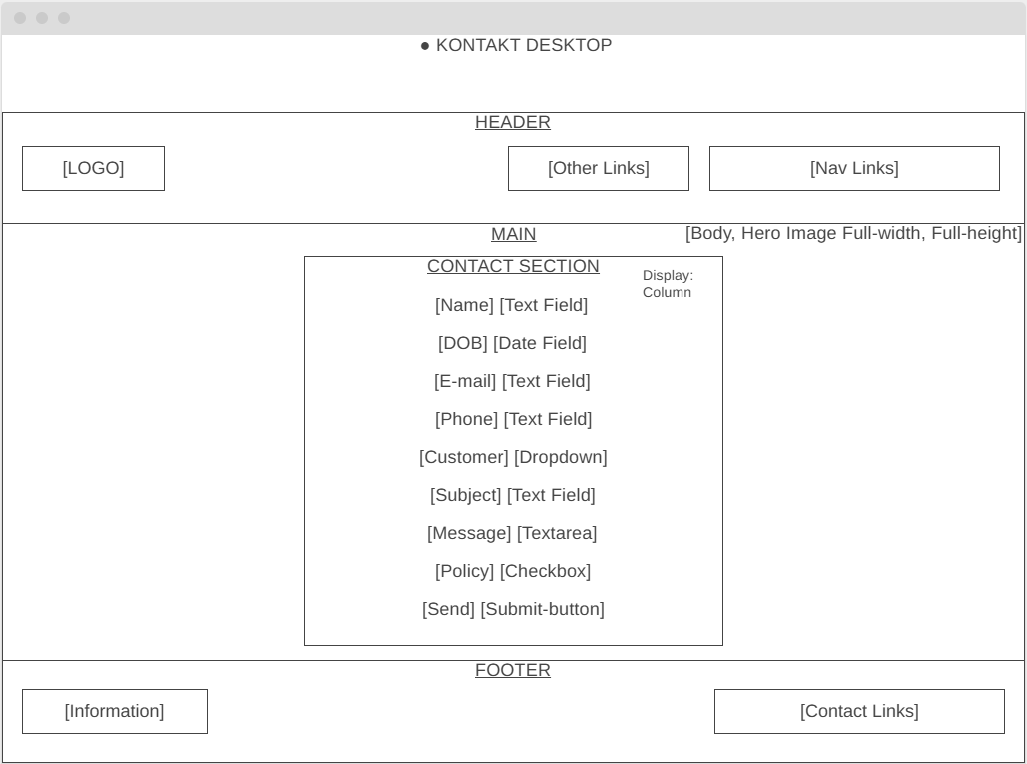 ● KONTAKT DESKTOP
HEADER
[LOGO]
[Other Links]
[Nav Links]
MAIN
[Body, Hero Image Full-width, Full-height]
CONTACT SECTION
Display:
Column
[Name] [Text Field]
[DOB] [Date Field]
[E-mail] [Text Field]
[Phone] [Text Field]
[Customer] [Dropdown]
[Subject] [Text Field]
[Message] [Textarea]
[Policy] [Checkbox]
[Send] [Submit-button]
FOOTER
[Information]
[Contact Links]